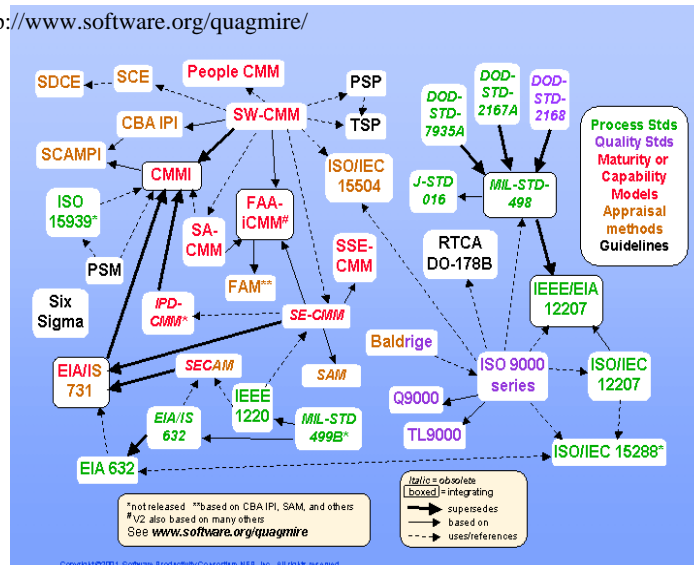 ://www.software.org/quagmire/
SDCE
SCE
People CMM
PSP
SW-CMM
TSP
CBA IPI
SCAMPI
CMMI
ISO/IEC
15504
ISO
15939*
FAA-
iCMM#
SA-
CMM
PSM
SSE-
CMM
FAM**
Six
Sigma
IPD-
CMM*
SE-CMM
EIA/IS
731
SECAM
SAM
IEEE
1220
EIA/IS
632
MIL-STD
499B*
EIA 632
DOD-
STD-
7935A
DOD-
STD-
2167A
DOD-
STD-
2168
J-STD
016
MIL-STD-
498
RTCA
DO-178B
IEEE/EIA
12207
Baldrige
ISO 9000
series
ISO/IEC
12207
Q9000
TL9000
ISO/IEC 15288*
Process Stds
Quality Stds
Maturity or
Capability
Models
Appraisal
methods
Guidelines
*not released **based on CBA IPI, SAM, and others
#V2 also based on many others
See www.software.org/quagmire
Italic = obsolete
boxed = integrating
supersedes
based on
uses/references